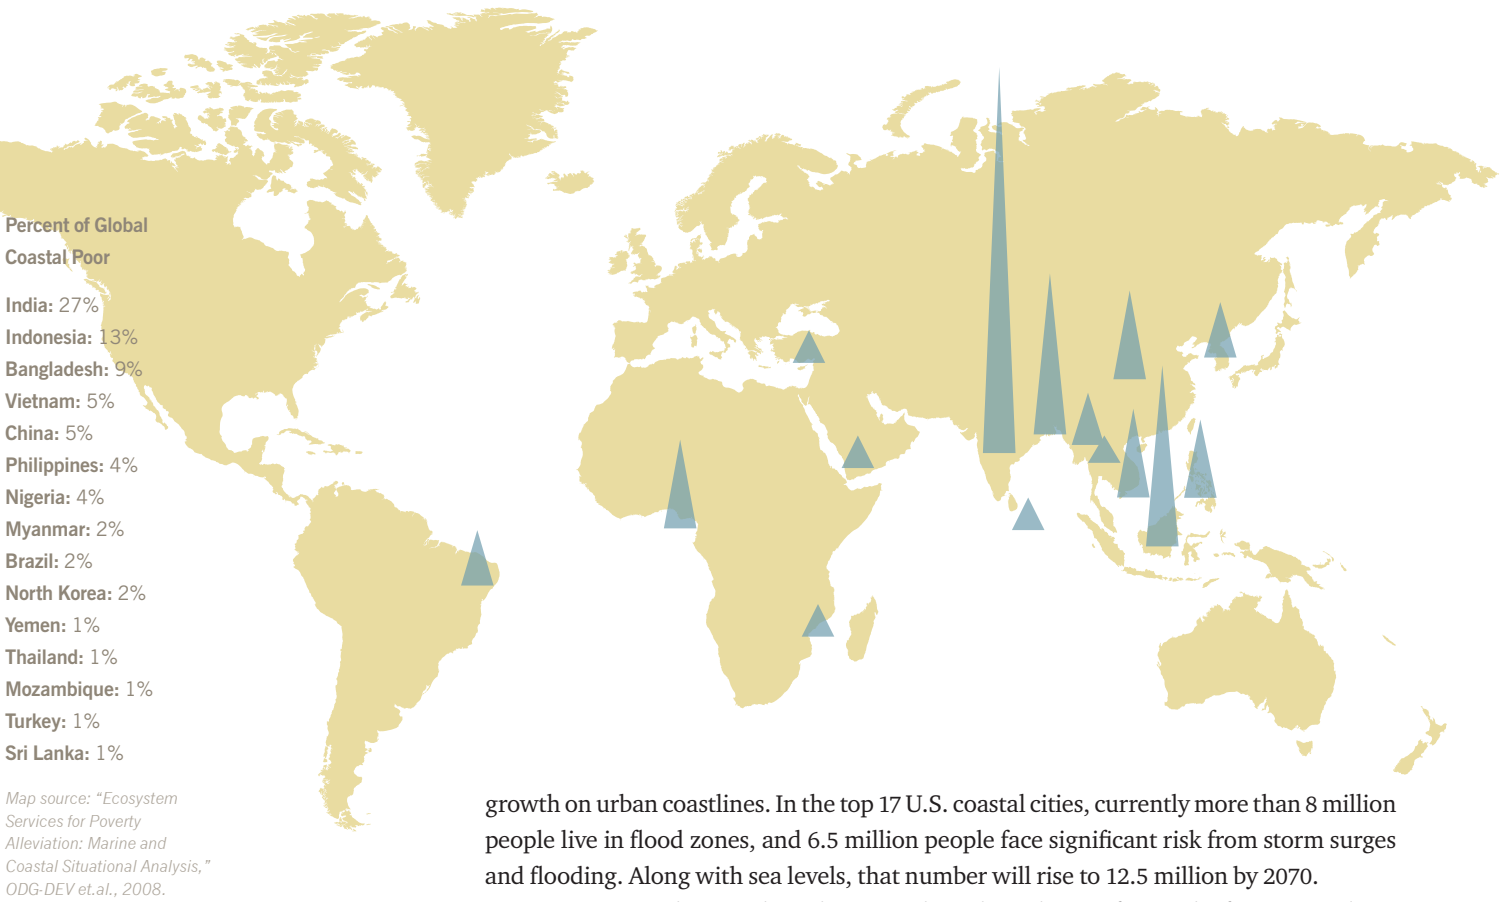 Percent of Global
Coastal Poor
India: 27%
Indonesia: 13%
Bangladesh: 9%
Vietnam: 5%
China: 5%
Philippines: 4%
Nigeria: 4%
Myanmar: 2%
Brazil: 2%
North Korea: 2%
Yemen: 1%
Thailand: 1%
Mozambique: 1%
Turkey: 1%
Sri Lanka: 1%
Map source: “Ecosystem
Services for Poverty
Alleviation: Marine and
Coastal Situational Analysis,”
ODG-DEV et.al., 2008.
growth on urban coastlines. In the top 17 U.S. coastal cities, currently more than 8 million
people live in flood zones, and 6.5 million people face significant risk from storm surges
and flooding. Along with sea levels, that number will rise to 12.5 million by 2070.